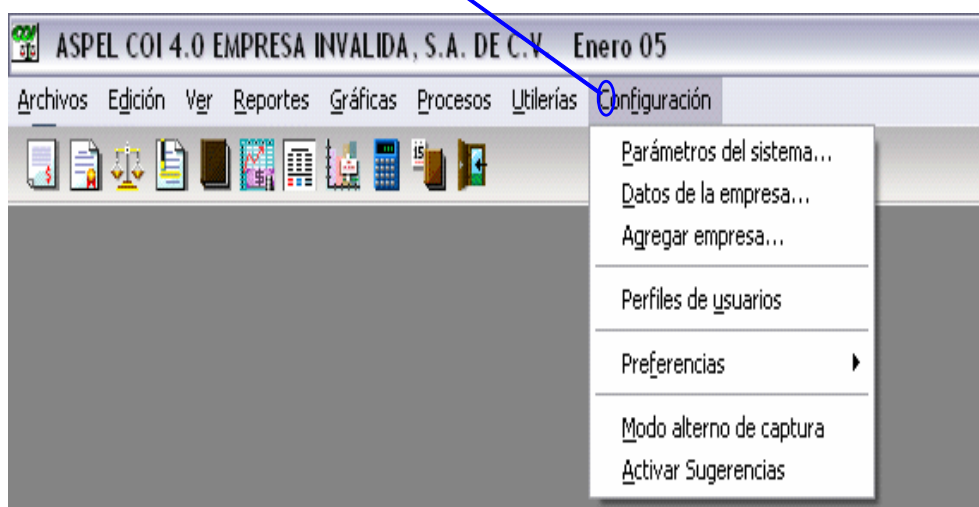 ASPEL COI 4.0 EMPRESA INVALIDA, S.A. DE C.V. Enero 05
Archivos Edición Ver Reportes Gráficas Procesos Utilerías Configuración
Parámetros del sistema...
Datos de la empresa...
Agregar empresa...
Perfiles de usuarios
Preferencias
Modo alterno de captura
Activar Sugerencias